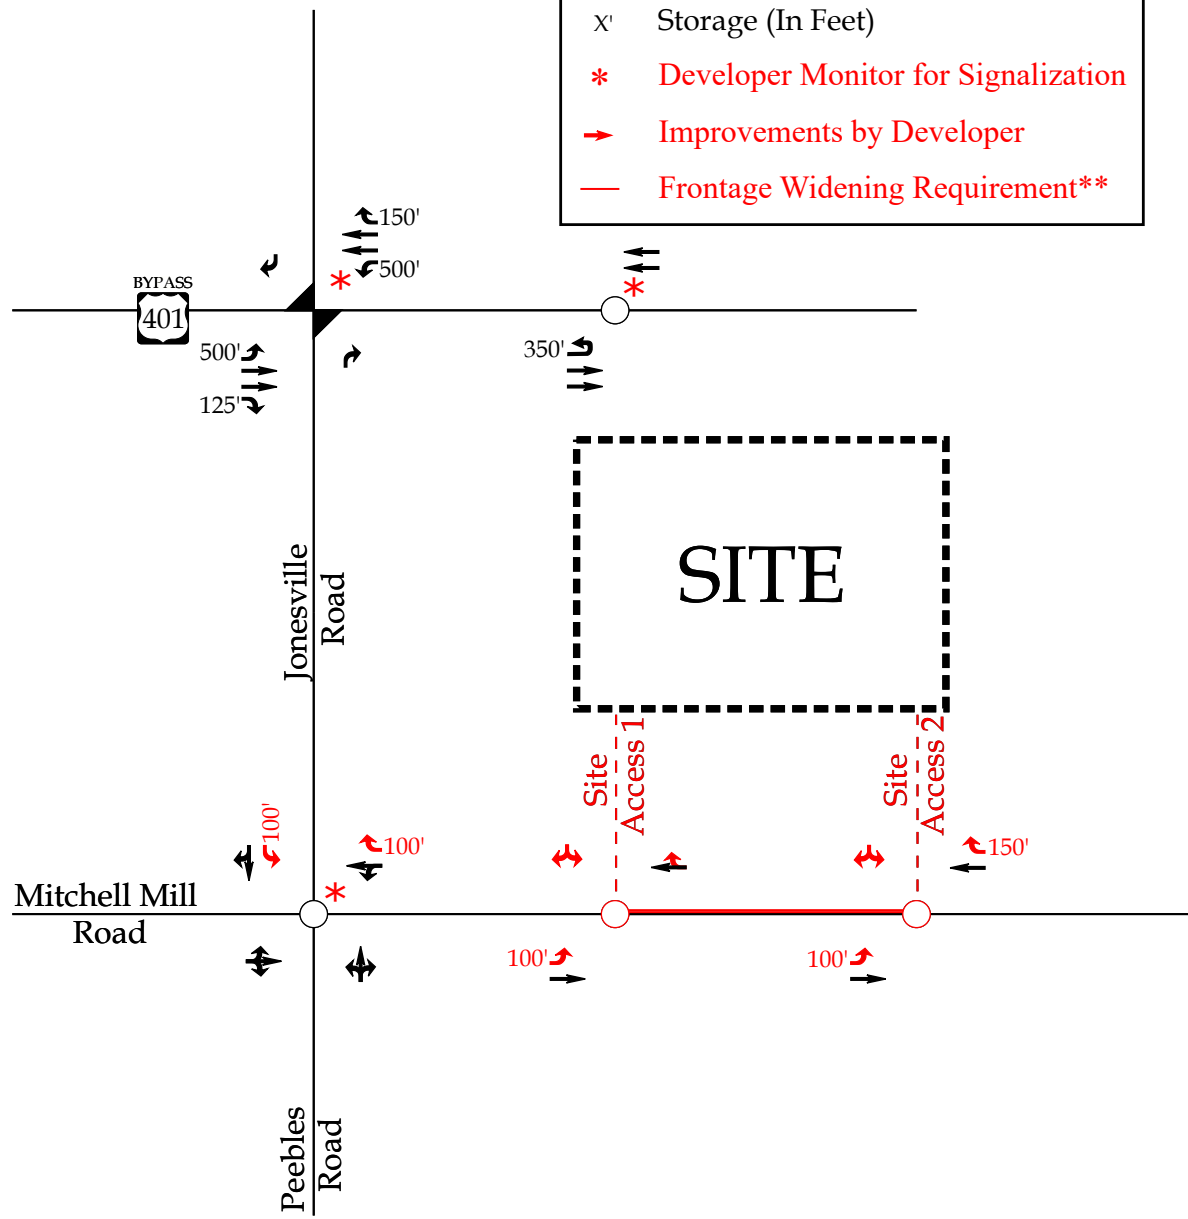 X' Storage (In Feet)
* Developer Monitor for Signalization
Improvements by Developer
Frontage Widening Requirement**
150'
500'
*
*
BYPASS
401
500'
125'
350'
SITE
Jonesville
Road
Site
Access 1
Site
Access 2
100'
100'
150'
*
Mitchell Mill
Road
100'
100'
Peebles
Road